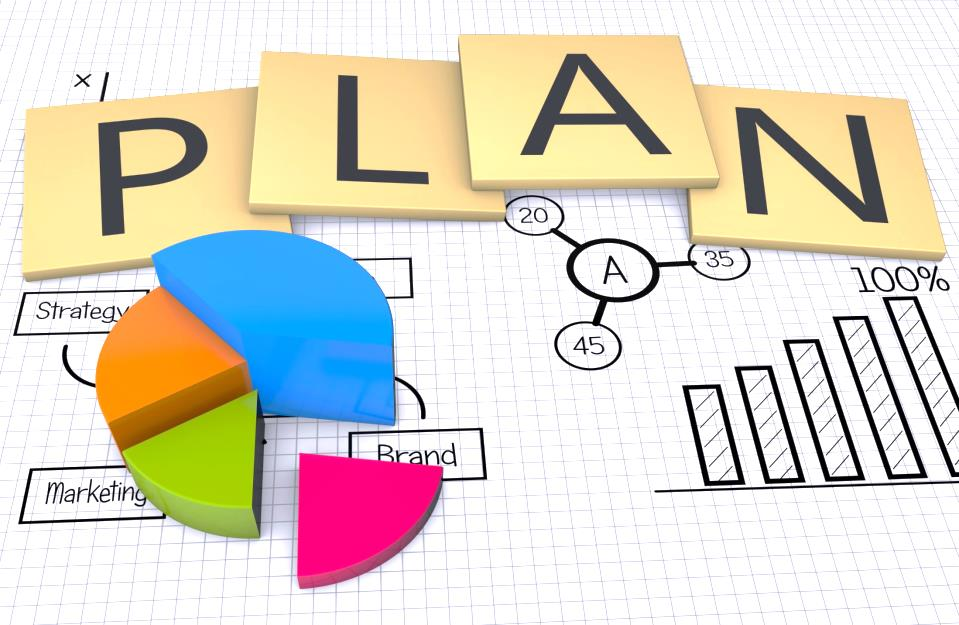 x
PLAN
20
A
35
100%
Strategy
45
Brand
Marketing